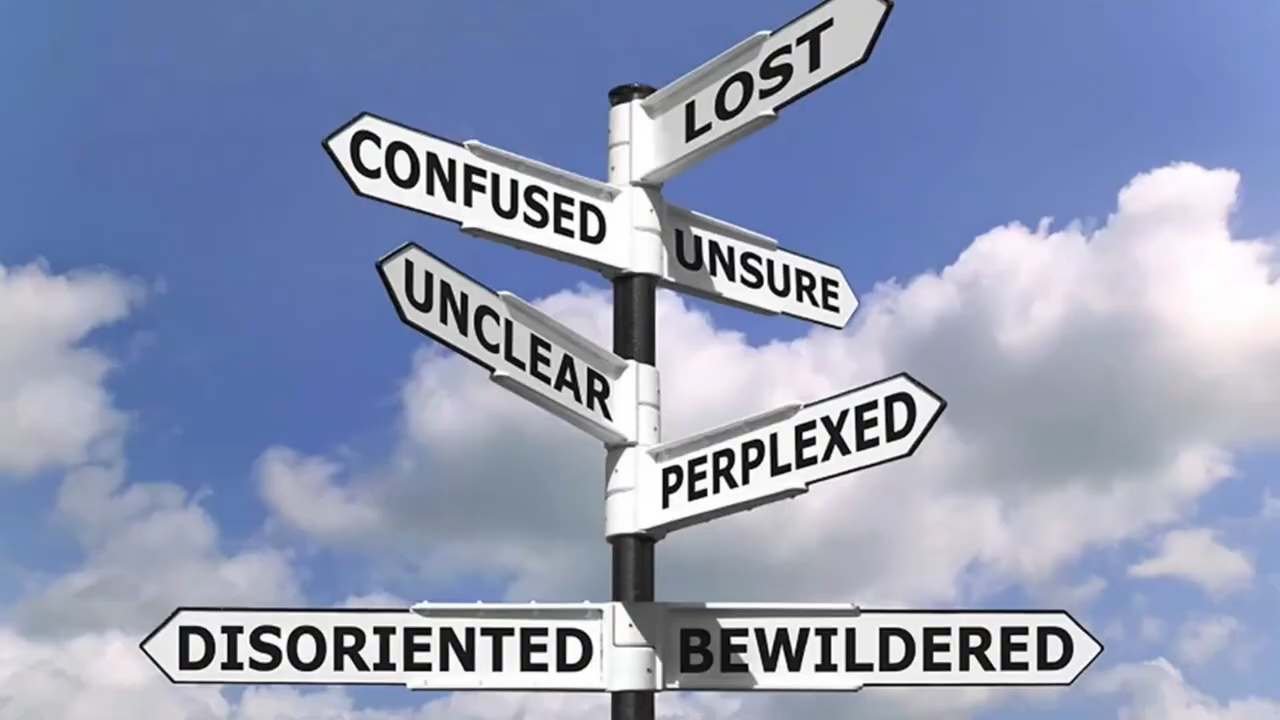 LOST
CONFUSED
UNSURE
UNCLEAR
PERPLEXED
DISORIENTED
BEWILDERED